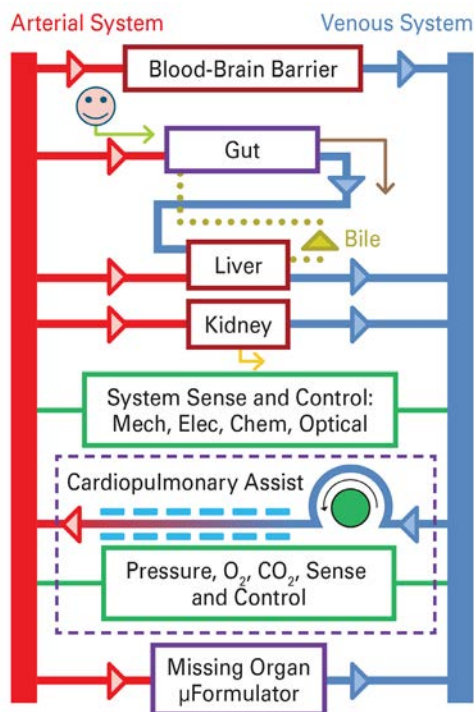 Arterial System
Venous System
Blood-Brain Barrier
Gut
Bile
Liver
Kidney
System Sense and Control:
Mech, Elec, Chem, Optical
Cardiopulmonary Assist
Pressure, O₂, CO₂, Sense
and Control
Missing Organ
µFormulator